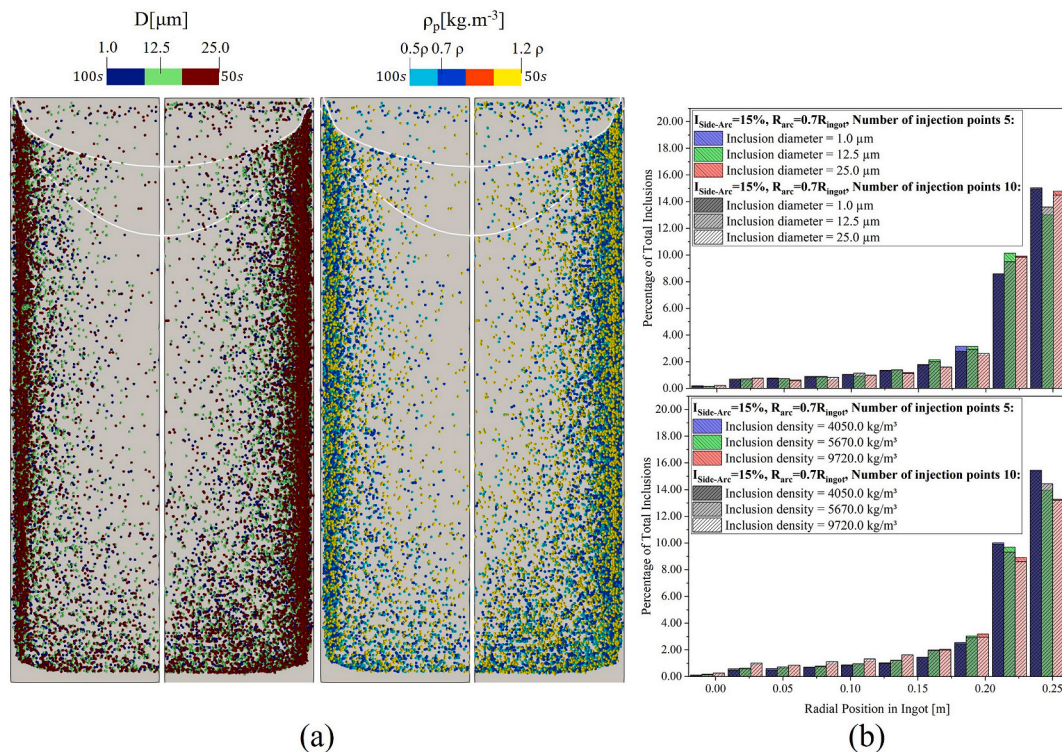 D[μm]
1.0 12.5 25.0
100s 50s
ρp[kg.m-3]
0.5ρ 0.7 ρ 1.2 ρ
100s 50s
(a)
20.00
18.00
16.00
14.00
12.00
10.00
8.00
6.00
4.00
2.00
0.00
Percentage of Total Inclusions
ISide-Arc=15%, Rarc=0.7Ringot, Number of injection points 5:
Inclusion diameter = 1.0 µm
Inclusion diameter = 12.5 µm
Inclusion diameter = 25.0 µm
ISide-Arc=15%, Rarc=0.7Ringot, Number of injection points 10:
Inclusion diameter = 1.0 µm
Inclusion diameter = 12.5 µm
Inclusion diameter = 25.0 µm
20.00
18.00
16.00
14.00
12.00
10.00
8.00
6.00
4.00
2.00
0.00
Percentage of Total Inclusions
ISide-Arc=15%, Rarc=0.7Ringot, Number of injection points 5:
Inclusion density = 4050.0 kg/m³
Inclusion density = 5670.0 kg/m³
Inclusion density = 9720.0 kg/m³
ISide-Arc=15%, Rarc=0.7Ringot, Number of injection points 10:
Inclusion density = 4050.0 kg/m³
Inclusion density = 5670.0 kg/m³
Inclusion density = 9720.0 kg/m³
0.00 0.05 0.10 0.15 0.20 0.25
Radial Position in Ingot [m]
(b)